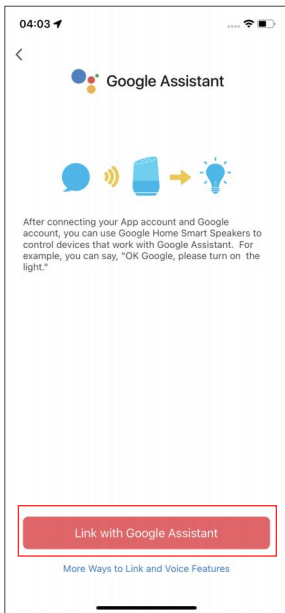 04:03
Google Assistant
After connecting your App account and Google
account, you can use Google Home Smart Speakers to
control devices that work with Google Assistant. For
example, you can say, "OK Google, please turn on the
light."
Link with Google Assistant
More Ways to Link and Voice Features